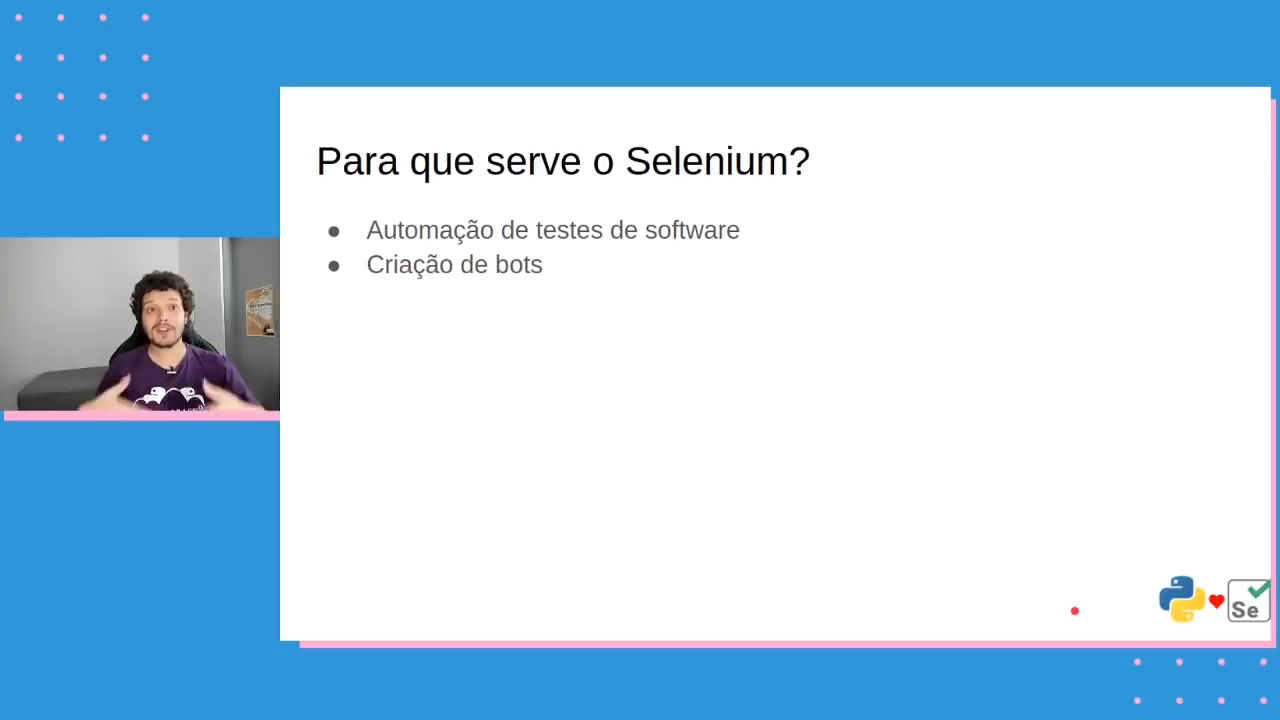 Para que serve o Selenium?
● Automação de testes de software
● Criação de bots
Se